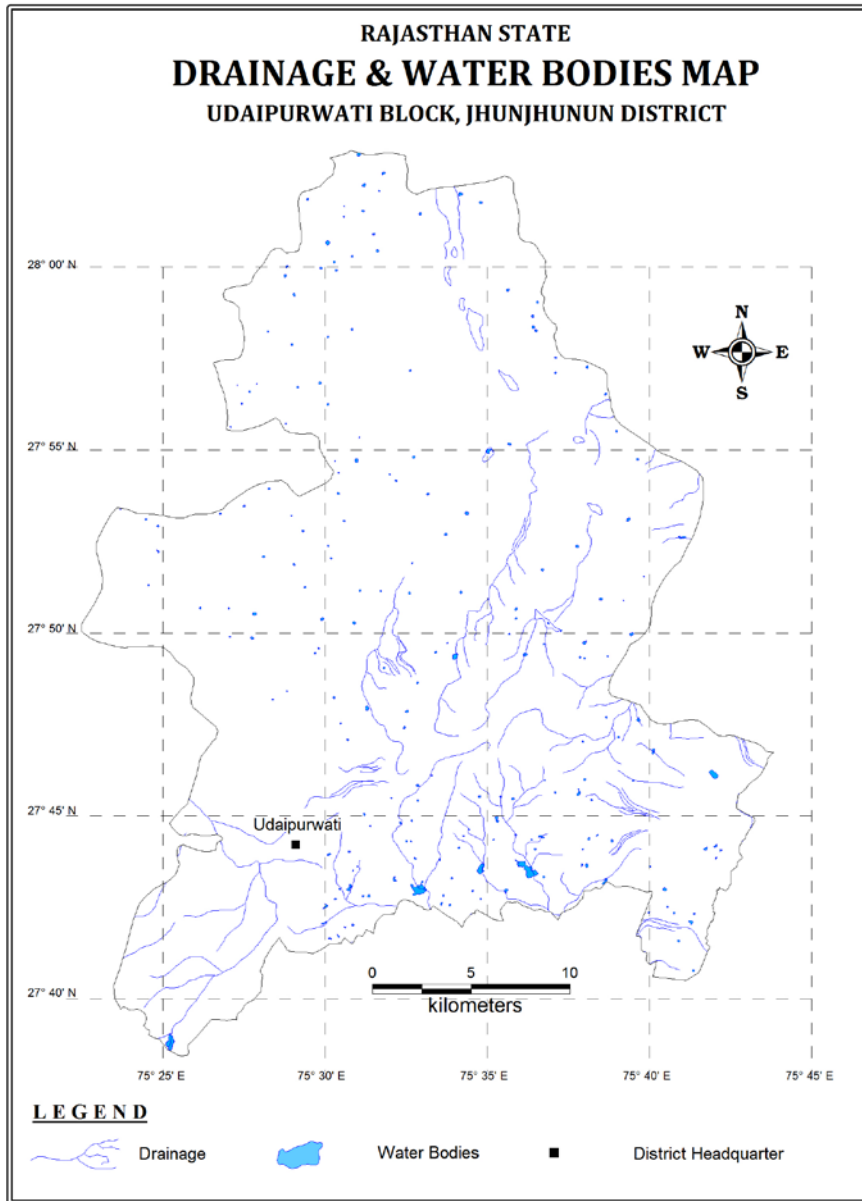 RAJASTHAN STATE
DRAINAGE & WATER BODIES MAP
UDAIPURWATI BLOCK, JHUNJHUNUN DISTRICT
28° 00' N
N
W E
S
27° 55' N
27° 50' N
27° 45' N
Udaipurwati
27° 40' N
0 5 10
kilometers
75° 25' E 75° 30' E 75° 35' E 75° 40' E 75° 45' E
LEGEND
Drainage Water Bodies District Headquarter